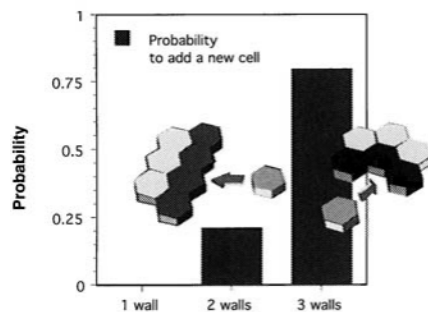 1
Probability
to add a new cell
0.75
0.5
0.25
0
Probability
1 wall 2 walls 3 walls